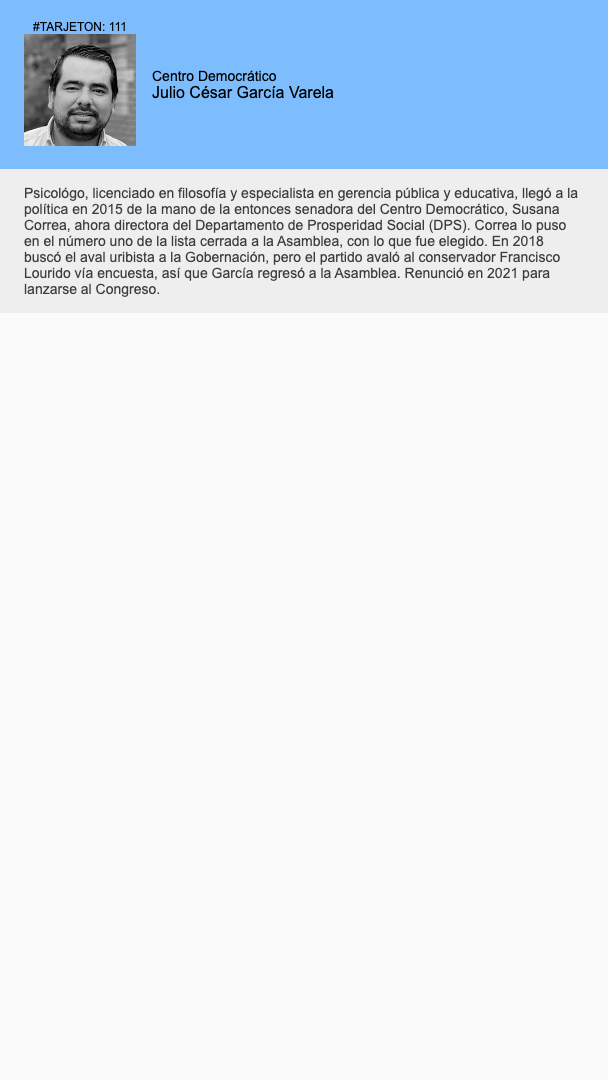 #TARJETON: 111
Centro Democrático
Julio César García Varela
Psicológo, licenciado en filosofía y especialista en gerencia pública y educativa, llegó a la
política en 2015 de la mano de la entonces senadora del Centro Democrático, Susana
Correa, ahora directora del Departamento de Prosperidad Social (DPS). Correa lo puso
en el número uno de la lista cerrada a la Asamblea, con lo que fue elegido. En 2018
buscó el aval uribista a la Gobernación, pero el partido avaló al conservador Francisco
Lourido vía encuesta, así que García regresó a la Asamblea. Renunció en 2021 para
lanzarse al Congreso.